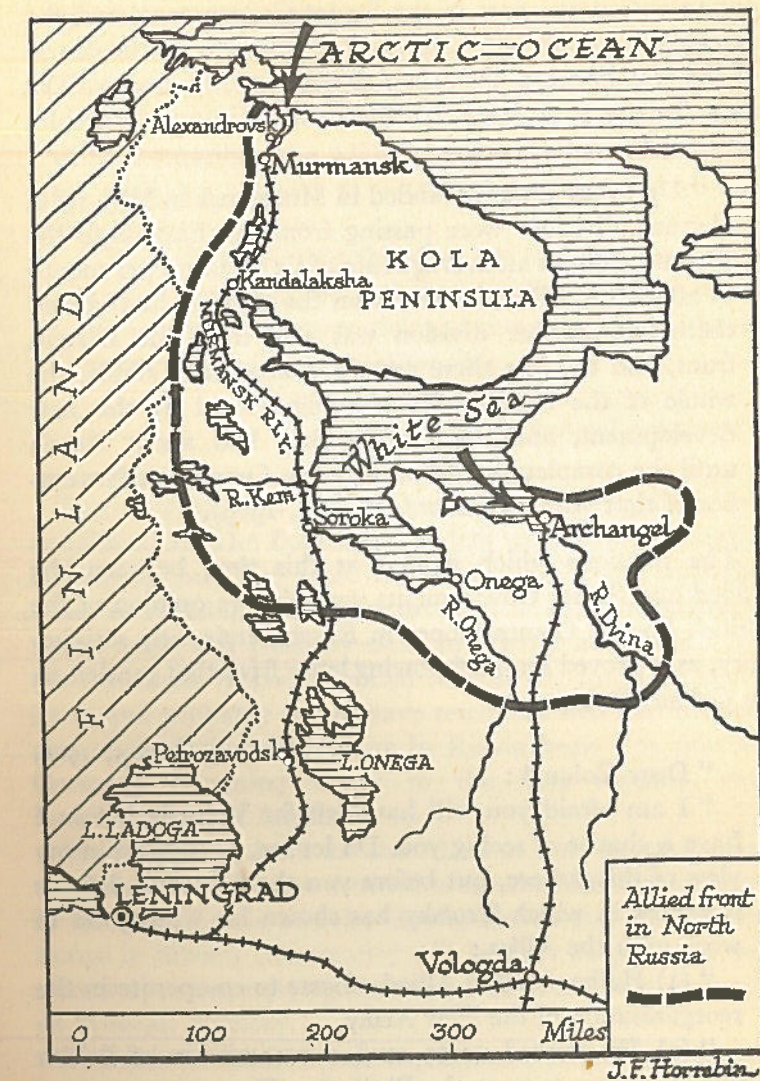 ARCTIC OCEAN
Alexandrovsk
Murmansk
KOLA
PENINSULA
Kandalaksha
MURMANSK RLY.
FINLAND
White Sea
R.Kem
Soroka
Archangel
Onega
R.Onega
R.Dvina
Petrozavodsk
L.ONEGA
L.LADOGA
LENINGRAD
Vologda
Allied front
in North
Russia
0 100 200 300 Miles
J.F.Horrabin